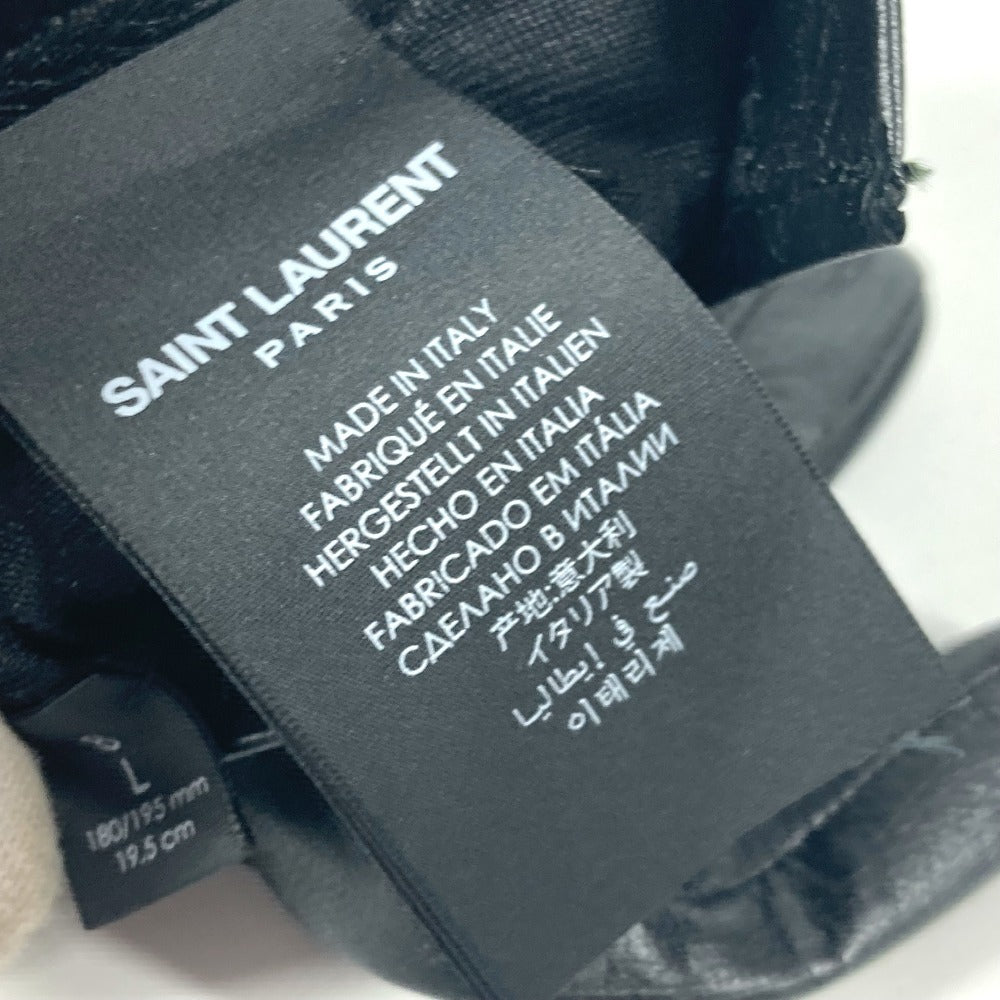 SAINT LAURENT
PARIS
MADE IN ITALY
FABRIQUÉ EN ITALIE
HERGESTELLT IN ITALIEN
HECHO EN ITALIA
FABRICADO EM ITÁLIA
СДЕЛАНО В ИТАЛИИ
产地:意大利
イタリア製
صنع في إيطاليا
이태리제
8
L
180/195 mm
19.5 cm